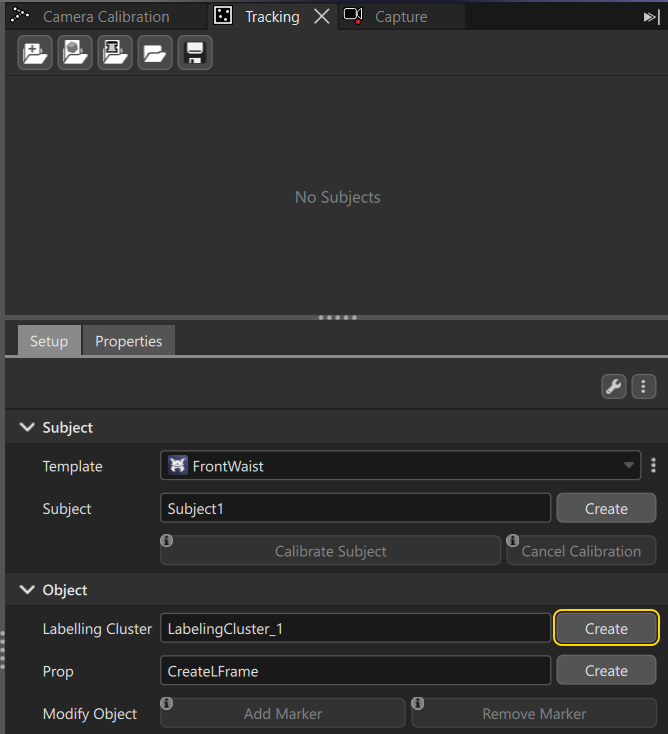 Camera Calibration Tracking Capture
No Subjects
Setup Properties
Subject
Template FrontWaist
Subject Subject1 Create
Calibrate Subject Cancel Calibration
Object
Labelling Cluster LabelingCluster_1 Create
Prop CreateLFrame Create
Modify Object Add Marker Remove Marker